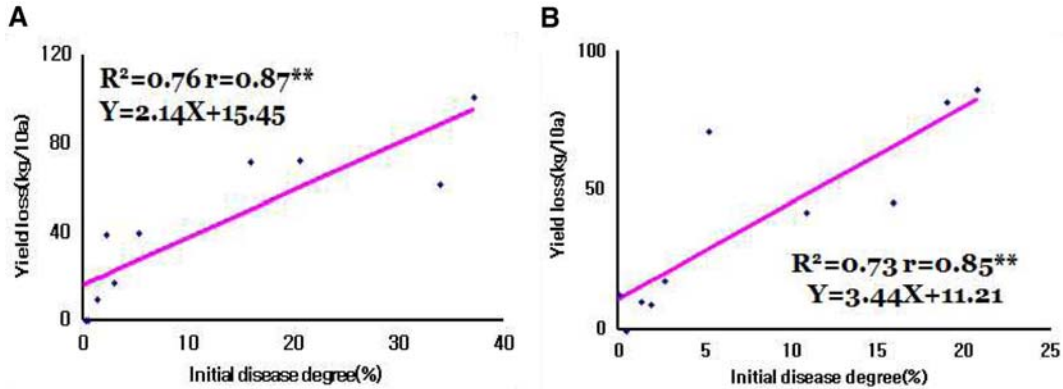 A
Yield loss(kg/10a)
120
80
40
0
R²=0.76 r=0.87**
Y=2.14X+15.45
0 10 20 30 40
Initial disease degree(%)
B
Yield loss(kg/10a)
100
50
0
R²=0.73 r=0.85**
Y=3.44X+11.21
0 5 10 15 20 25
Initial disease degree(%)